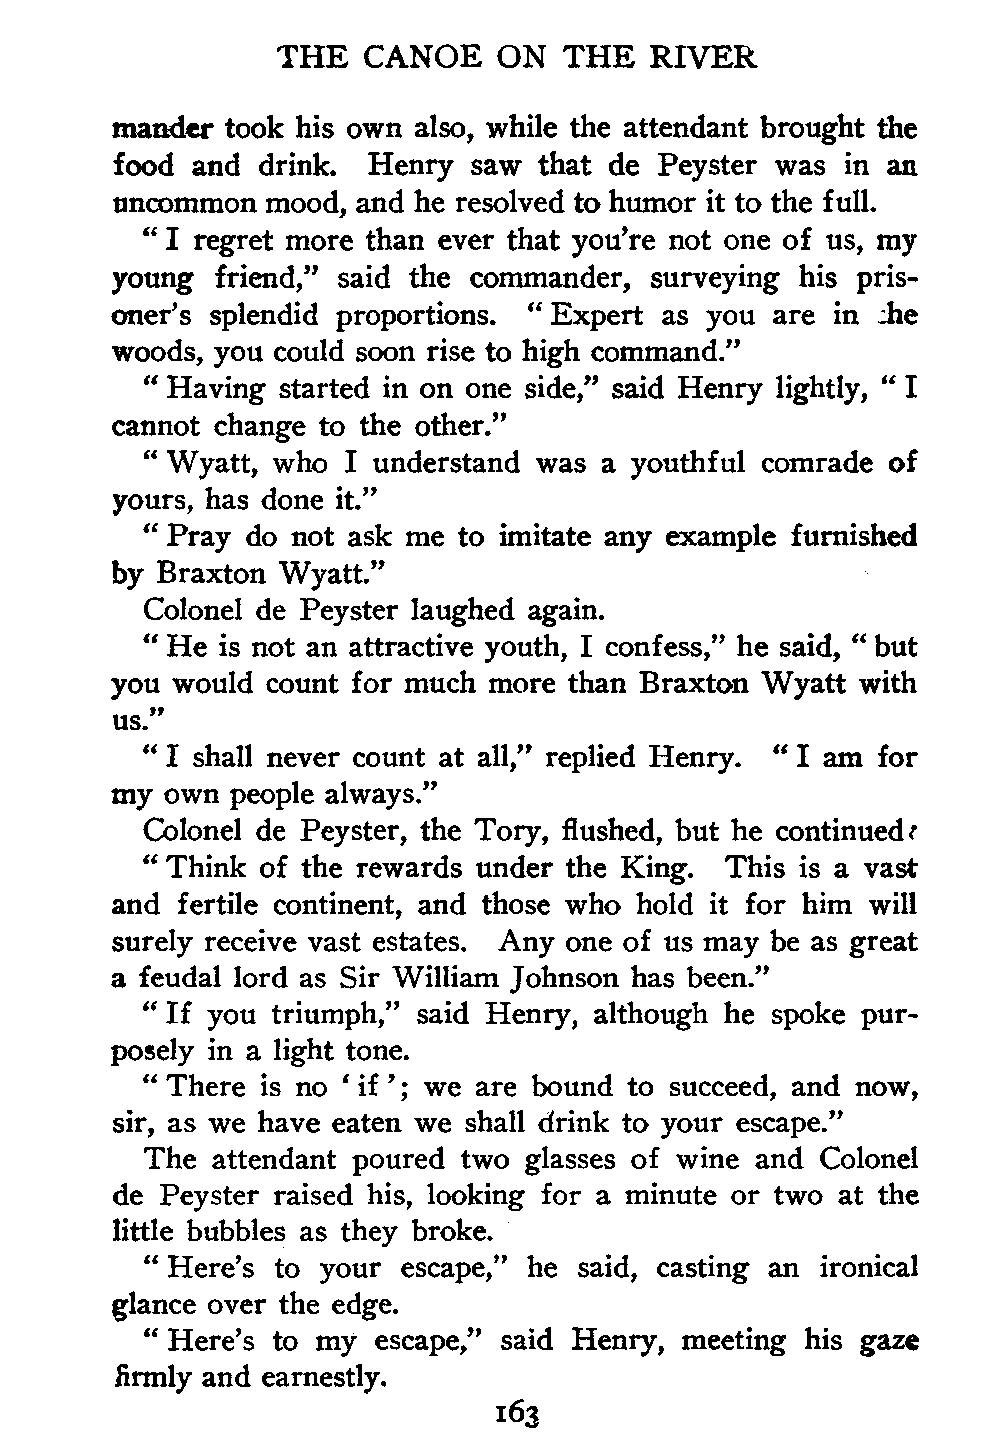 THE CANOE ON THE RIVER
mander took his own also, while the attendant brought the
food and drink. Henry saw that de Peyster was in an
uncommon mood, and he resolved to humor it to the full.
“ I regret more than ever that you’re not one of us, my
young friend,” said the commander, surveying his pris-
oner’s splendid proportions. “ Expert as you are in the
woods, you could soon rise to high command.”
“ Having started in on one side,” said Henry lightly, “ I
cannot change to the other.”
“ Wyatt, who I understand was a youthful comrade of
yours, has done it.”
“ Pray do not ask me to imitate any example furnished
by Braxton Wyatt.”
Colonel de Peyster laughed again.
“ He is not an attractive youth, I confess,” he said, “ but
you would count for much more than Braxton Wyatt with
us.”
“ I shall never count at all,” replied Henry. “ I am for
my own people always.”
Colonel de Peyster, the Tory, flushed, but he continued:
“ Think of the rewards under the King. This is a vast
and fertile continent, and those who hold it for him will
surely receive vast estates. Any one of us may be as great
a feudal lord as Sir William Johnson has been.”
“ If you triumph,” said Henry, although he spoke pur-
posely in a light tone.
“ There is no ‘ if ’; we are bound to succeed, and now,
sir, as we have eaten we shall drink to your escape.”
The attendant poured two glasses of wine and Colonel
de Peyster raised his, looking for a minute or two at the
little bubbles as they broke.
“ Here’s to your escape,” he said, casting an ironical
glance over the edge.
“ Here’s to my escape,” said Henry, meeting his gaze
firmly and earnestly.
163